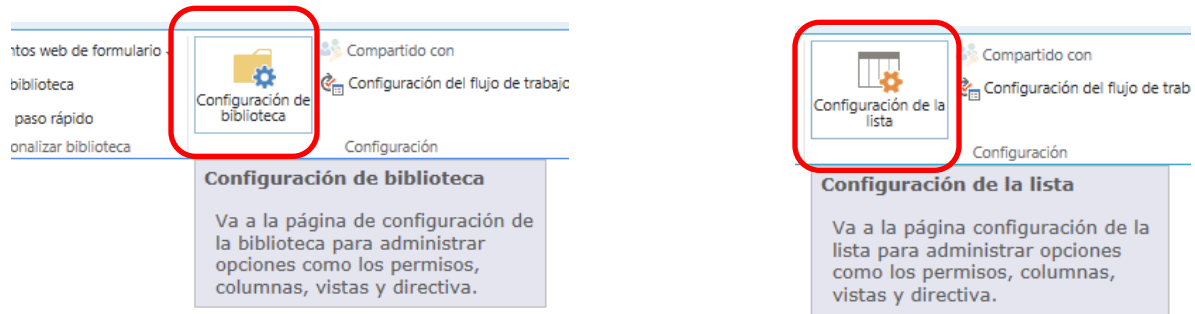 ntos web de formulario
biblioteca
paso rápido
onalizar biblioteca
Configuración de
biblioteca
Compartido con
Configuración del flujo de trabajo
Configuración
Configuración de biblioteca
Va a la página de configuración de
la biblioteca para administrar
opciones como los permisos,
columnas, vistas y directiva.
Configuración de la
lista
Compartido con
Configuración del flujo de trab
Configuración
Configuración de la lista
Va a la página configuración de la
lista para administrar opciones
como los permisos, columnas,
vistas y directiva.